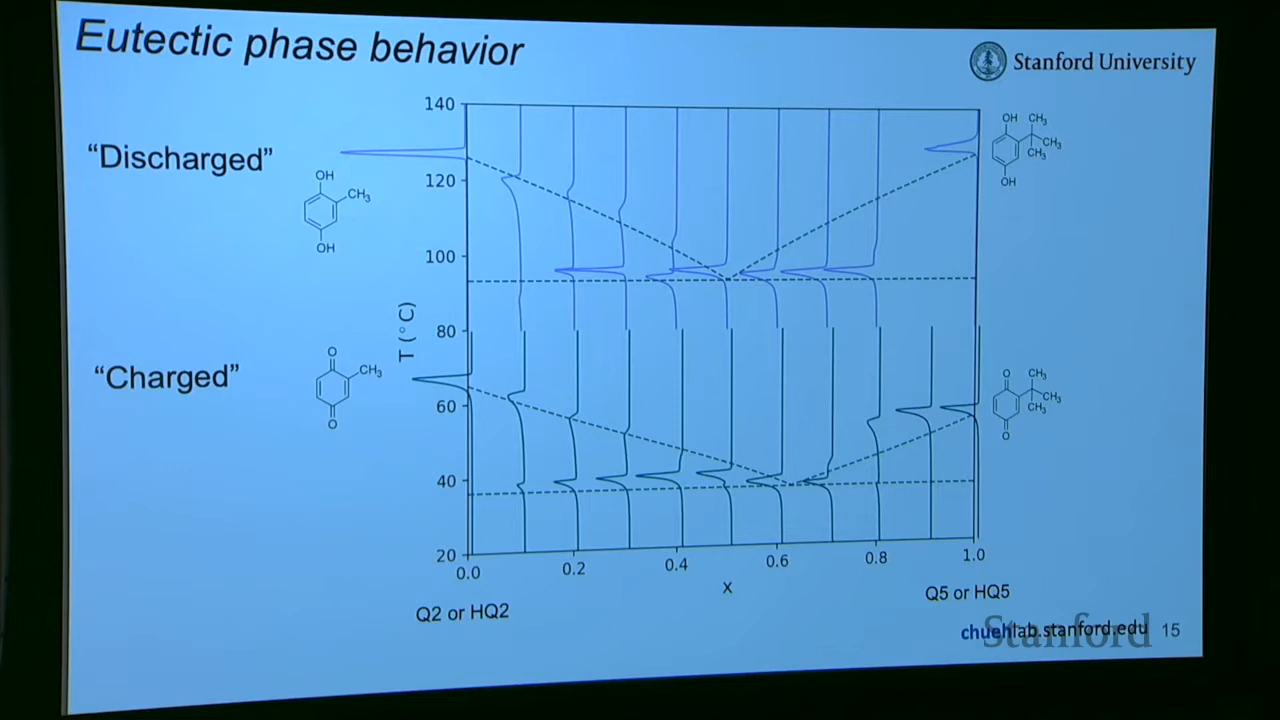 Eutectic phase behavior
Stanford University
"Discharged"
OH
CH₃
OH
"Charged"
O
CH₃
O
T (°C)
140
120
100
80
60
40
20
0.0
0.2
0.4
0.6
0.8
1.0
x
Q2 or HQ2
Q5 or HQ5
OH CH₃
CH₃
CH₃
OH
O CH₃
CH₃
CH₃
O
chuehlab.stanford.edu
Stanford
15